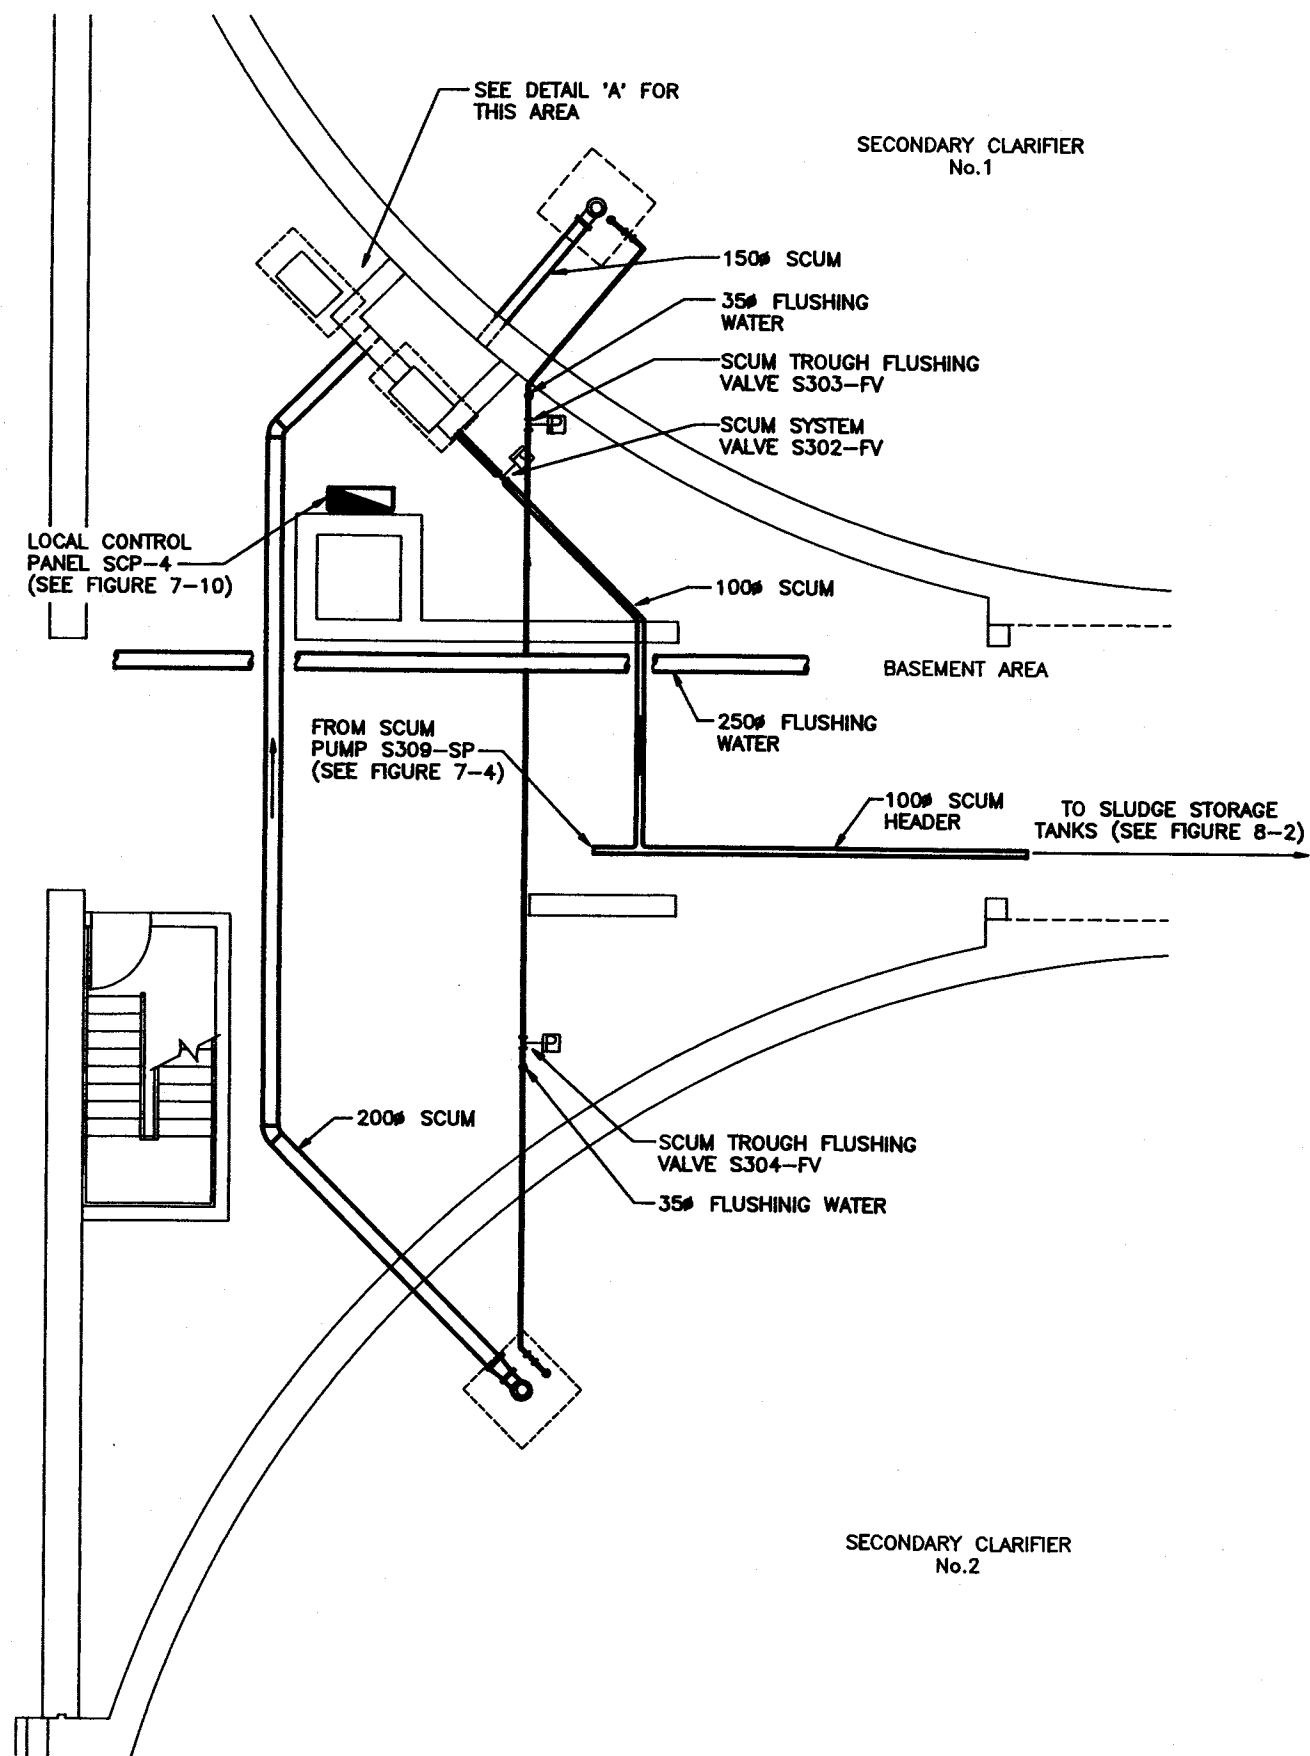 SEE DETAIL 'A' FOR
THIS AREA
SECONDARY CLARIFIER
No.1
150ø SCUM
35ø FLUSHING
WATER
SCUM TROUGH FLUSHING
VALVE S303-FV
P
SCUM SYSTEM
VALVE S302-FV
P
LOCAL CONTROL
PANEL SCP-4
(SEE FIGURE 7-10)
100ø SCUM
BASEMENT AREA
250ø FLUSHING
WATER
FROM SCUM
PUMP S309-SP
(SEE FIGURE 7-4)
100ø SCUM
HEADER
TO SLUDGE STORAGE
TANKS (SEE FIGURE 8-2)
P
200ø SCUM
SCUM TROUGH FLUSHING
VALVE S304-FV
35ø FLUSHINIG WATER
SECONDARY CLARIFIER
No.2